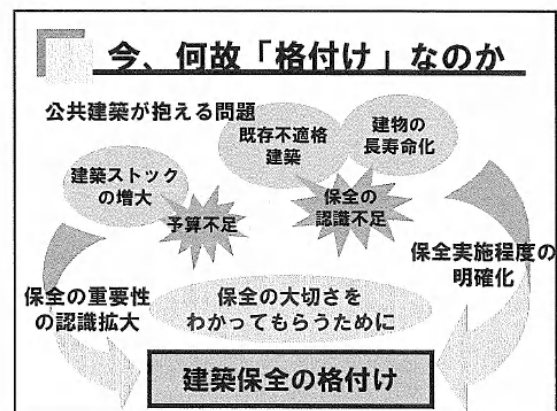 今、何故「格付け」なのか
公共建築が抱える問題
既存不適格
建築
建物の
長寿命化
建築ストック
の増大
予算不足
保全の
認識不足
保全実施程度の
明確化
保全の重要性
の認識拡大
保全の大切さを
わかってもらうために
建築保全の格付け